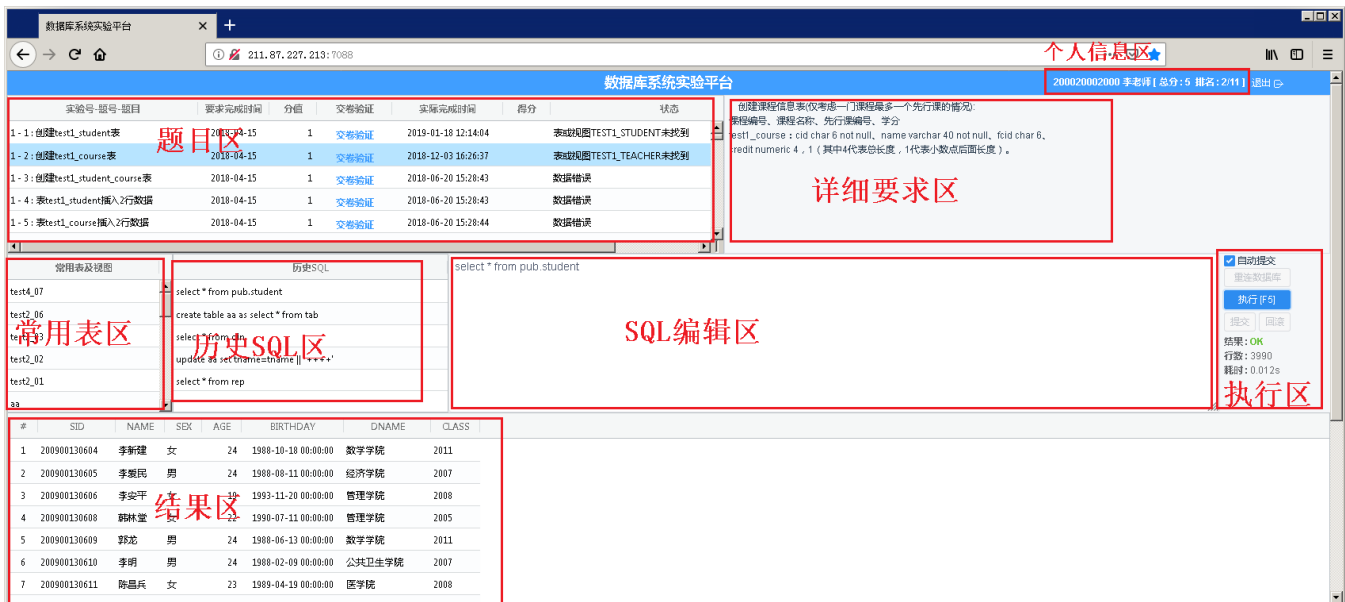 数据库系统实验平台
211.87.227.213:7088
个人信息区
数据库系统实验平台
200020002000 李老师 [ 总分: 5 排名: 2/11 ] 退出
实验号-题号-题目 要求完成时间 分值 交卷验证 实际完成时间 得分 状态
1 - 1 : 创建test1_student表 2018-04-15 1 交卷验证 2019-01-18 12:14:04 表或视图TEST1_STUDENT未找到
1 - 2 : 创建test1_course表 2018-04-15 1 交卷验证 2018-12-03 16:26:37 表或视图TEST1_TEACHER未找到
1 - 3 : 创建test1_student_course表 2018-04-15 1 交卷验证 2018-06-20 15:28:43 数据错误
1 - 4 : 表test1_student插入2行数据 2018-04-15 1 交卷验证 2018-06-20 15:28:43 数据错误
1 - 5 : 表test1_course插入2行数据 2018-04-15 1 交卷验证 2018-06-20 15:28:44 数据错误
题目区
创建课程信息表(仅考虑一门课程最多一个先行课的情况):
课程编号、课程名称、先行课编号、学分
test1_course : cid char 6 not null、name varchar 40 not null、fcid char 6、
credit numeric 4 , 1 ( 其中4代表总长度 , 1代表小数点后面长度 ) 。
详细要求区
常用表及视图
test4_07
test2_06
test2_03
test2_02
test2_01
aa
常用表区
历史SQL
select * from pub.student
create table aa as select * from tab
select * from
update aa set tname=tname || '++++'
select * from rep
历史SQL区
select * from pub.student
SQL编辑区
自动提交
重连数据库
执行 [F5]
提交 回滚
结果: OK
行数: 3990
耗时: 0.012s
执行区
# SID NAME SEX AGE BIRTHDAY DNAME CLASS
1 200900130604 李新建 女 24 1988-10-18 00:00:00 数学学院 2011
2 200900130605 李爱民 男 24 1988-08-11 00:00:00 经济学院 2007
3 200900130606 李安平 女 19 1993-11-20 00:00:00 管理学院 2008
4 200900130608 韩林堂 女 22 1990-07-11 00:00:00 管理学院 2005
5 200900130609 郭龙 男 24 1988-06-13 00:00:00 数学学院 2011
6 200900130610 李明 男 24 1988-02-09 00:00:00 公共卫生学院 2007
7 200900130611 陈昌兵 女 23 1989-04-19 00:00:00 医学院 2008
结果区